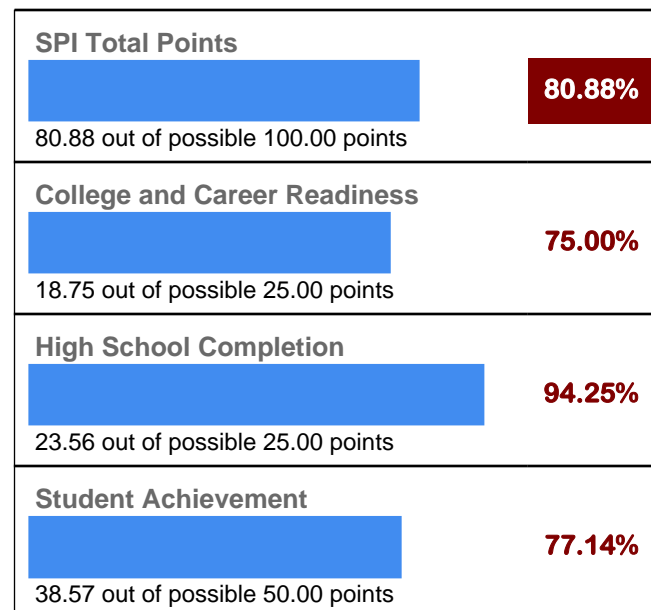 SPI Total Points
80.88%
80.88 out of possible 100.00 points
College and Career Readiness
75.00%
18.75 out of possible 25.00 points
High School Completion
94.25%
23.56 out of possible 25.00 points
Student Achievement
77.14%
38.57 out of possible 50.00 points